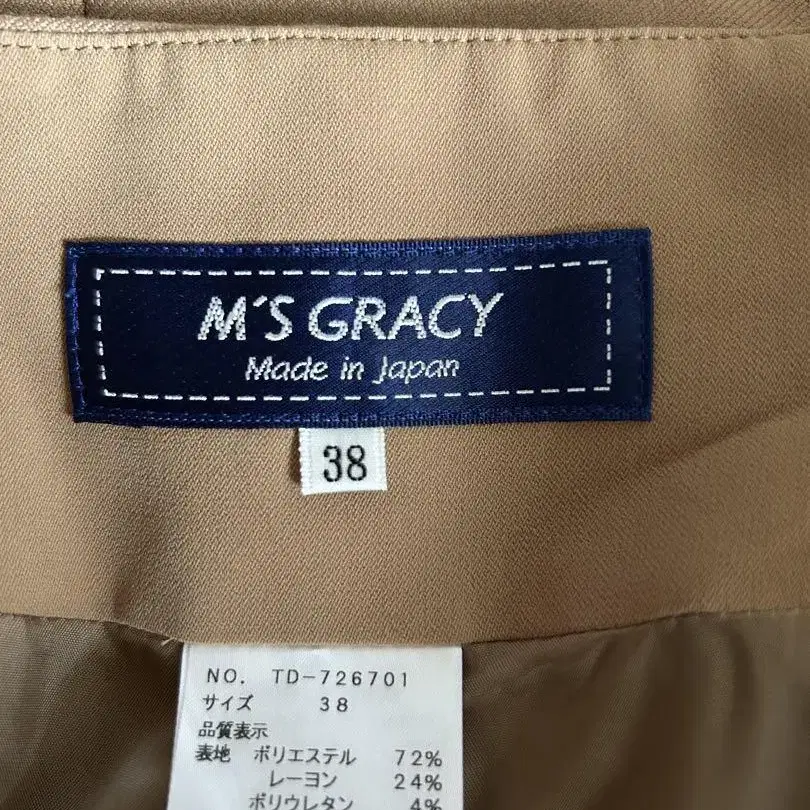 M'S GRACY
Made in Japan
38
NO. TD-726701
サイズ 38
品質表示
表地 ポリエステル 72%
レーヨン 24%
ポリウレタン 4%